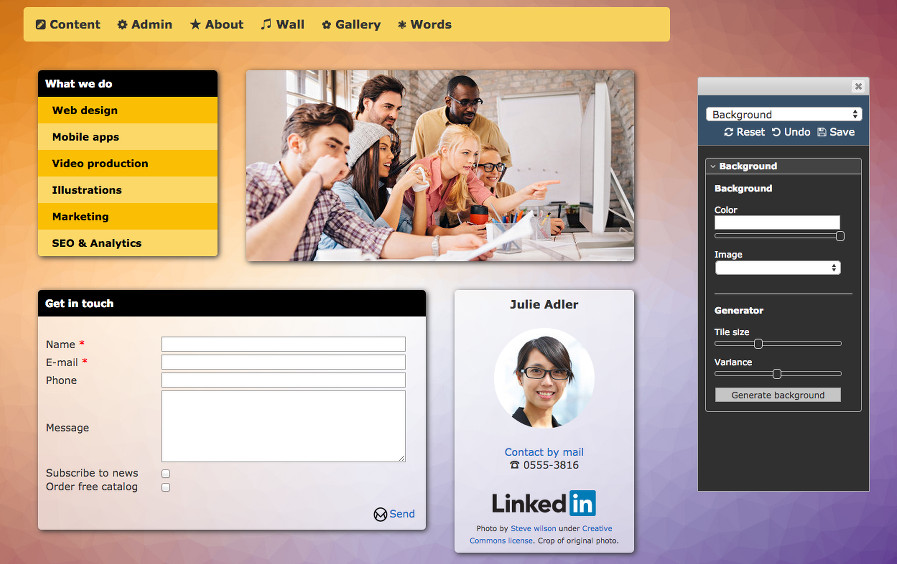 Content Admin About Wall Gallery Words
What we do
Web design
Mobile apps
Video production
Illustrations
Marketing
SEO & Analytics
Get in touch
Name *
E-mail *
Phone
Message
Subscribe to news
Order free catalog
Send
Julie Adler
Contact by mail
☎ 0555-3816
Linked in
Photo by Steve wilson under Creative
Commons license. Crop of original photo.
Background
Reset Undo Save
Background
Background
Color
Image
Generator
Tile size
Variance
Generate background